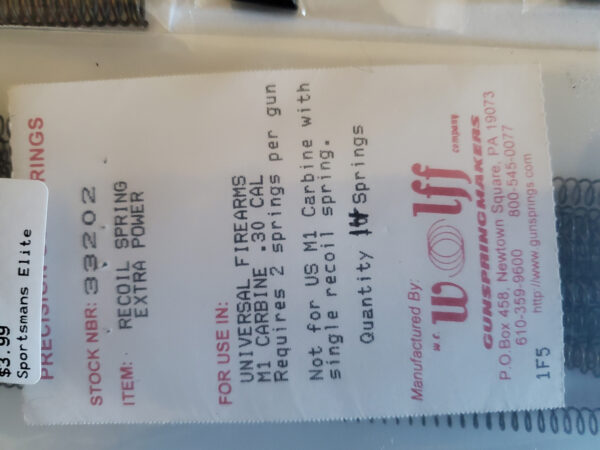 PRECISION
RINGS
STOCK NBR: 33202
ITEM: RECOIL SPRING
EXTRA POWER
FOR USE IN:
UNIVERSAL FIREARMS
M1 CARBINE .30 CAL
Requires 2 springs per gun
Not for US M1 Carbine with
single recoil spring.
Quantity Springs
Manufactured By:
w.r. wolff company
GUNSPRINGMAKERS
P.O.Box 458, Newtown Square, PA 19073
610-359-9600 800-545-0077
http://www.gunsprings.com
1F5
$3.99
Sportsmans Elite